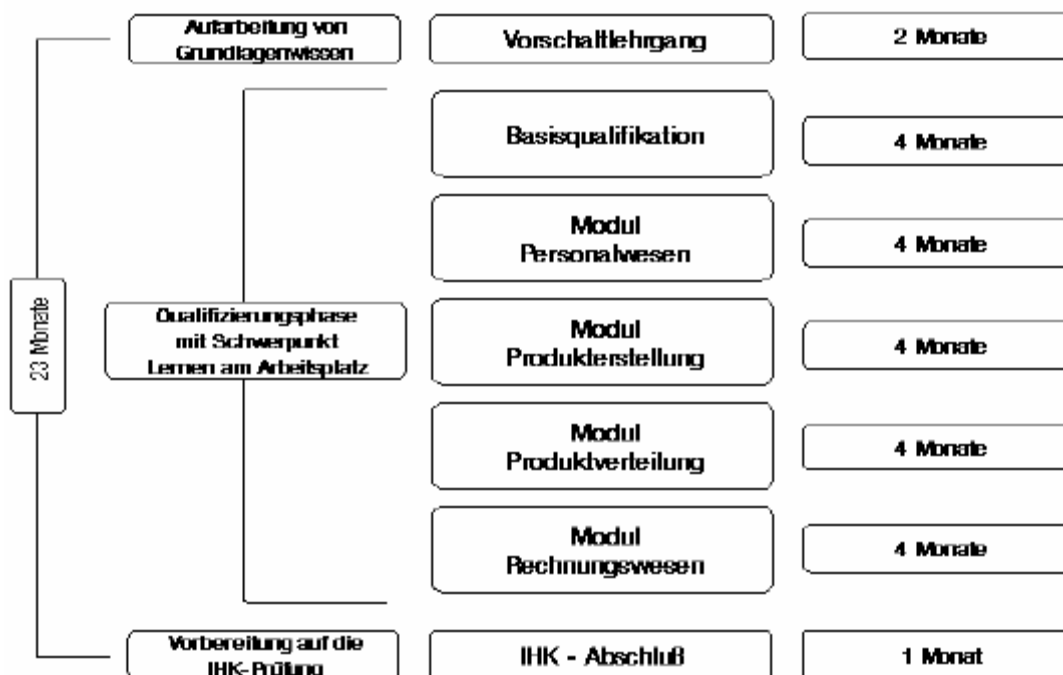 Aufarbeitung von
Grundlagenwissen
Vorschaltlehrgang
2 Monate
Basisqualifikation
4 Monate
Modul
Personalwesen
4 Monate
23 Monate
Qualifizierungsphase
mit Schwerpunkt
Lernen am Arbeitsplatz
Modul
Produkterstellung
4 Monate
Modul
Produktverteilung
4 Monate
Modul
Rechnungswesen
4 Monate
Vorbereitung auf die
IHK-Prüfung
IHK - Abschluß
1 Monat